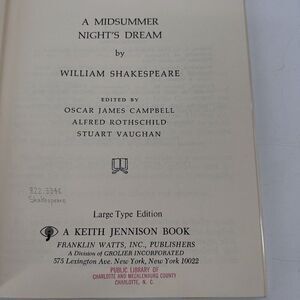 A MIDSUMMER
NIGHT'S DREAM
by
WILLIAM SHAKESPEARE
EDITED BY
OSCAR JAMES CAMPBELL
ALFRED ROTHSCHILD
STUART VAUGHAN
822.3346
Shakespeare
Large Type Edition
A KEITH JENNISON BOOK
FRANKLIN WATTS, INC., PUBLISHERS
A Division of GROLIER INCORPORATED
575 Lexington Ave. New York, New York 10022
PUBLIC LIBRARY OF
CHARLOTTE AND MECKLENBURG COUNTY
CHARLOTTE, N. C.